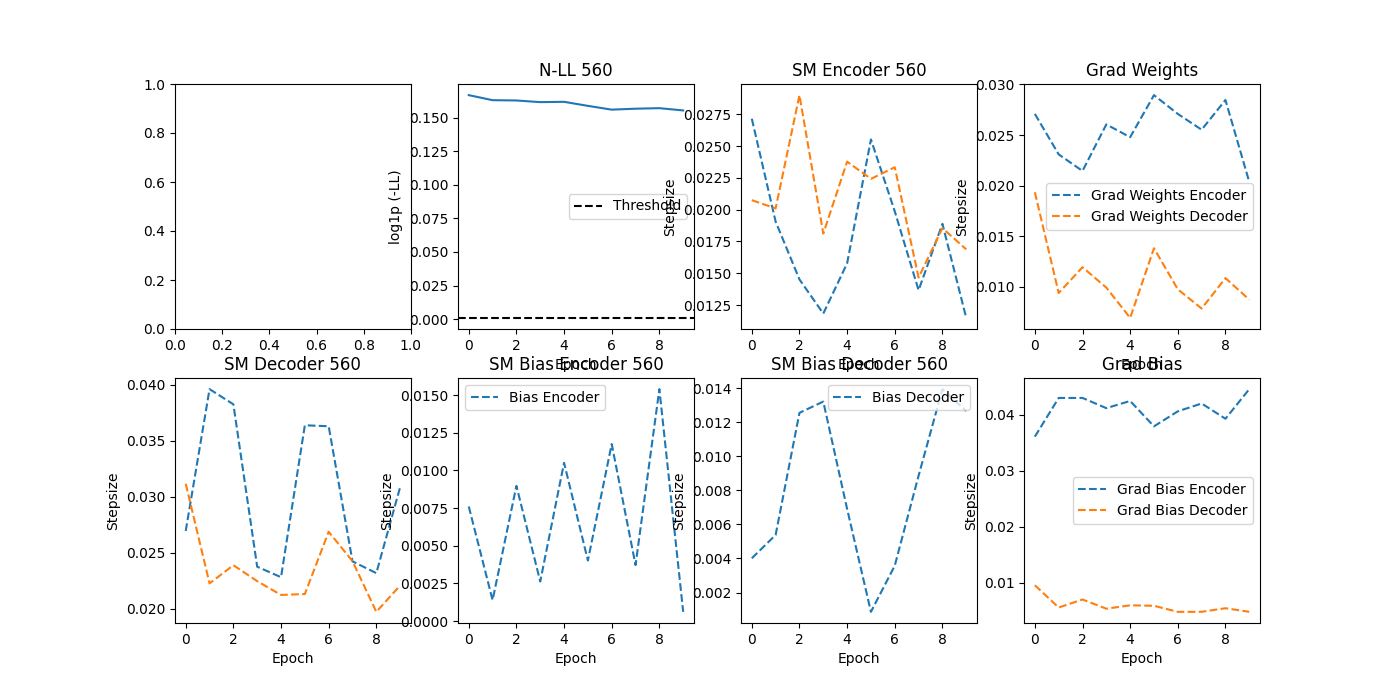 N-LL 560
SM Encoder 560
Grad Weights
1.0
0.8
0.6
0.4
0.2
0.0
0.0 0.2 0.4 0.6 0.8 1.0
log1p (-LL)
0.150
0.125
0.100
0.075
0.050
0.025
0.000
Threshold
0 2 4 6 8
Epoch
Stepsize
0.0275
0.0250
0.0225
0.0200
0.0175
0.0150
0.0125
0 2 4 6 8
Epoch
Stepsize
0.030
0.025
0.020
0.015
0.010
Grad Weights Encoder
Grad Weights Decoder
0 2 4 6 8
Epoch
SM Decoder 560
SM Bias Encoder 560
SM Bias Decoder 560
Grad Bias
Stepsize
0.040
0.035
0.030
0.025
0.020
0 2 4 6 8
Epoch
Stepsize
0.0150
0.0125
0.0100
0.0075
0.0050
0.0025
0.0000
Bias Encoder
0 2 4 6 8
Epoch
Stepsize
0.014
0.012
0.010
0.008
0.006
0.004
0.002
Bias Decoder
0 2 4 6 8
Epoch
Stepsize
0.04
0.03
0.02
0.01
Grad Bias Encoder
Grad Bias Decoder
0 2 4 6 8
Epoch